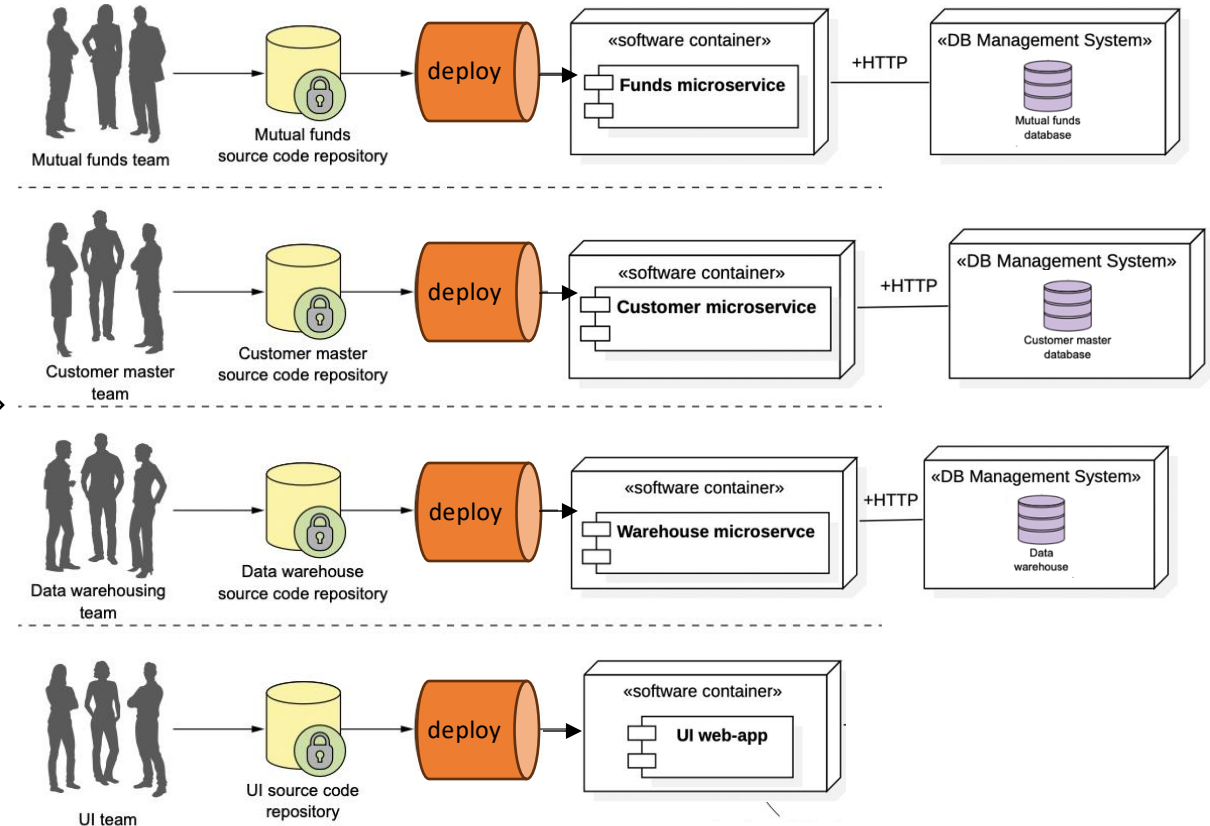 «software container»
«DB Management System»
deploy
Funds microservice
+HTTP
Mutual funds
database
Mutual funds team
Mutual funds
source code repository
«software container»
«DB Management System»
deploy
Customer microservice
+HTTP
Customer master
database
Customer master
team
Customer master
source code repository
«software container»
«DB Management System»
deploy
Warehouse microservce
+HTTP
Data
warehouse
Data warehousing
team
Data warehouse
source code repository
«software container»
deploy
UI web-app
UI team
UI source code
repository